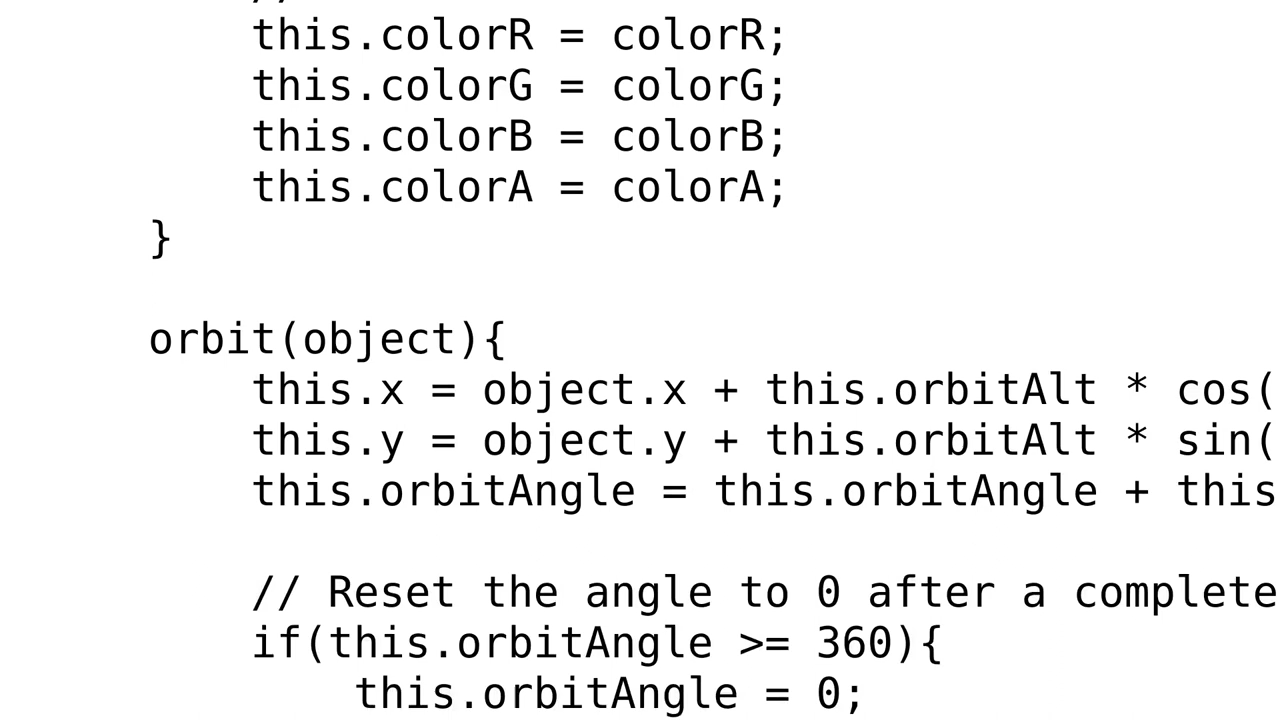 //
this.colorR = colorR;
this.colorG = colorG;
this.colorB = colorB;
this.colorA = colorA;
}
orbit(object){
this.x = object.x + this.orbitAlt * cos(
this.y = object.y + this.orbitAlt * sin(
this.orbitAngle = this.orbitAngle + this
// Reset the angle to 0 after a complete
if(this.orbitAngle >= 360){
this.orbitAngle = 0;